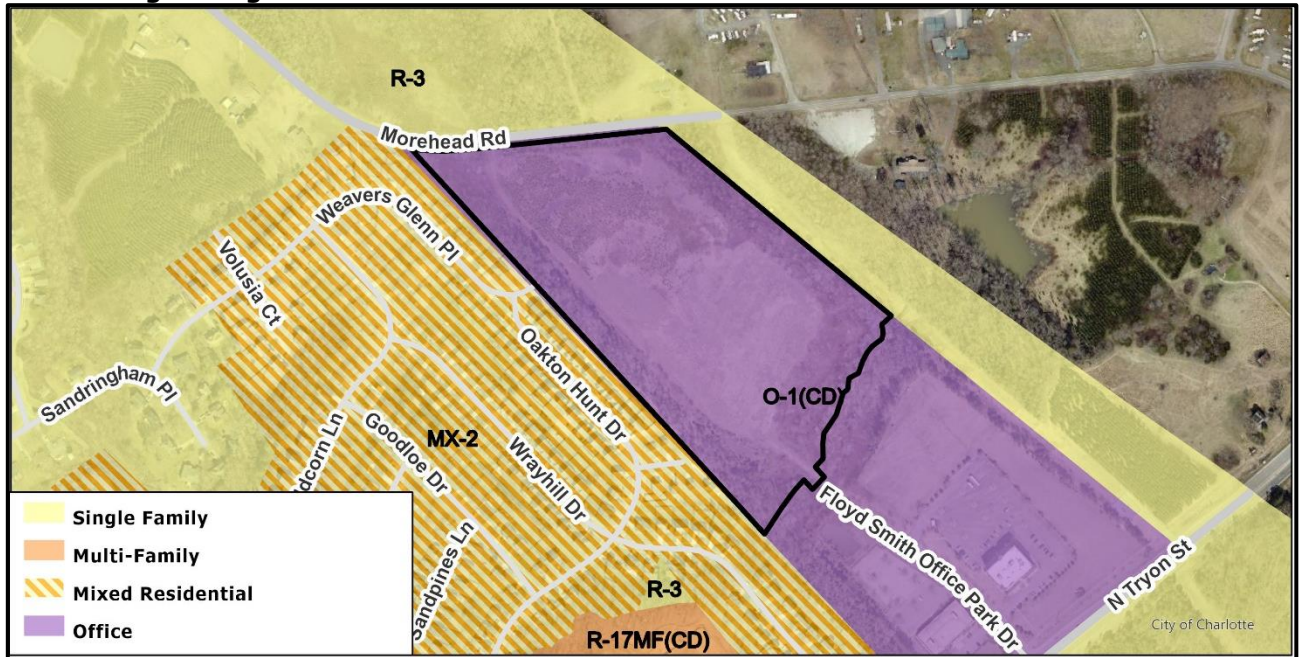 R-3
Morehead Rd
Weavers Glenn Pl
Volusia Ct
Oakton Hunt Dr
Sandringham Pl
O-1(CD)
MX-2
Goodloe Dr
Wrayhill Dr
Sandpines Ln
Floyd Smith Office Park Dr
N Tryon St
R-3
R-17MF(CD)
Single Family
Multi-Family
Mixed Residential
Office
City of Charlotte